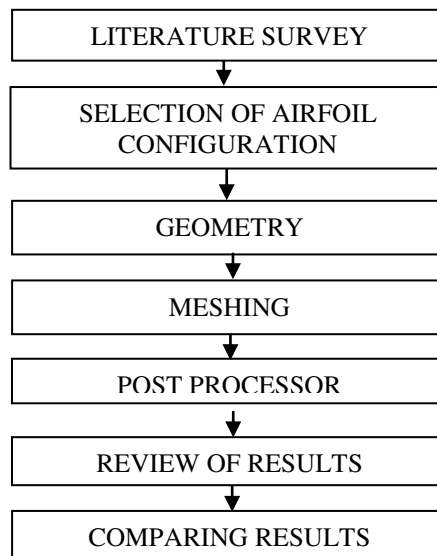 LITERATURE SURVEY
SELECTION OF AIRFOIL
CONFIGURATION
GEOMETRY
MESHING
POST PROCESSOR
REVIEW OF RESULTS
COMPARING RESULTS